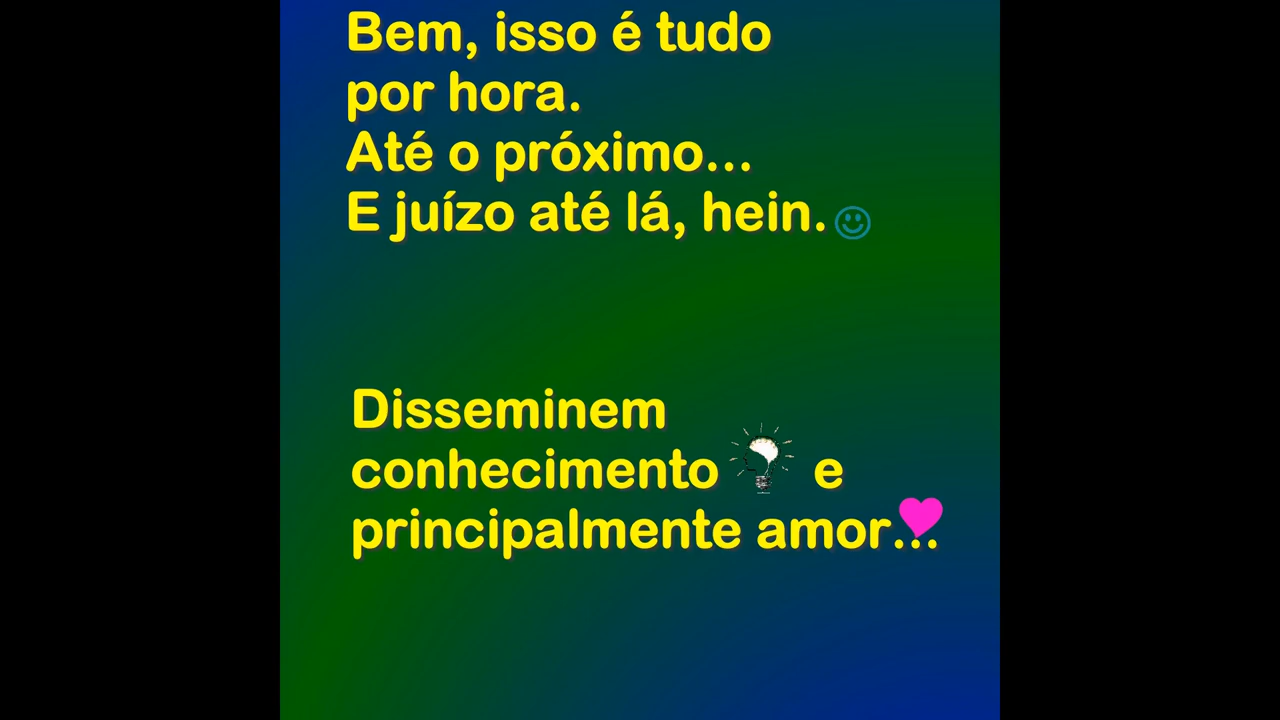 Bem, isso é tudo
por hora.
Até o próximo...
E juízo até lá, hein.
Disseminem
conhecimento e
principalmente amor...